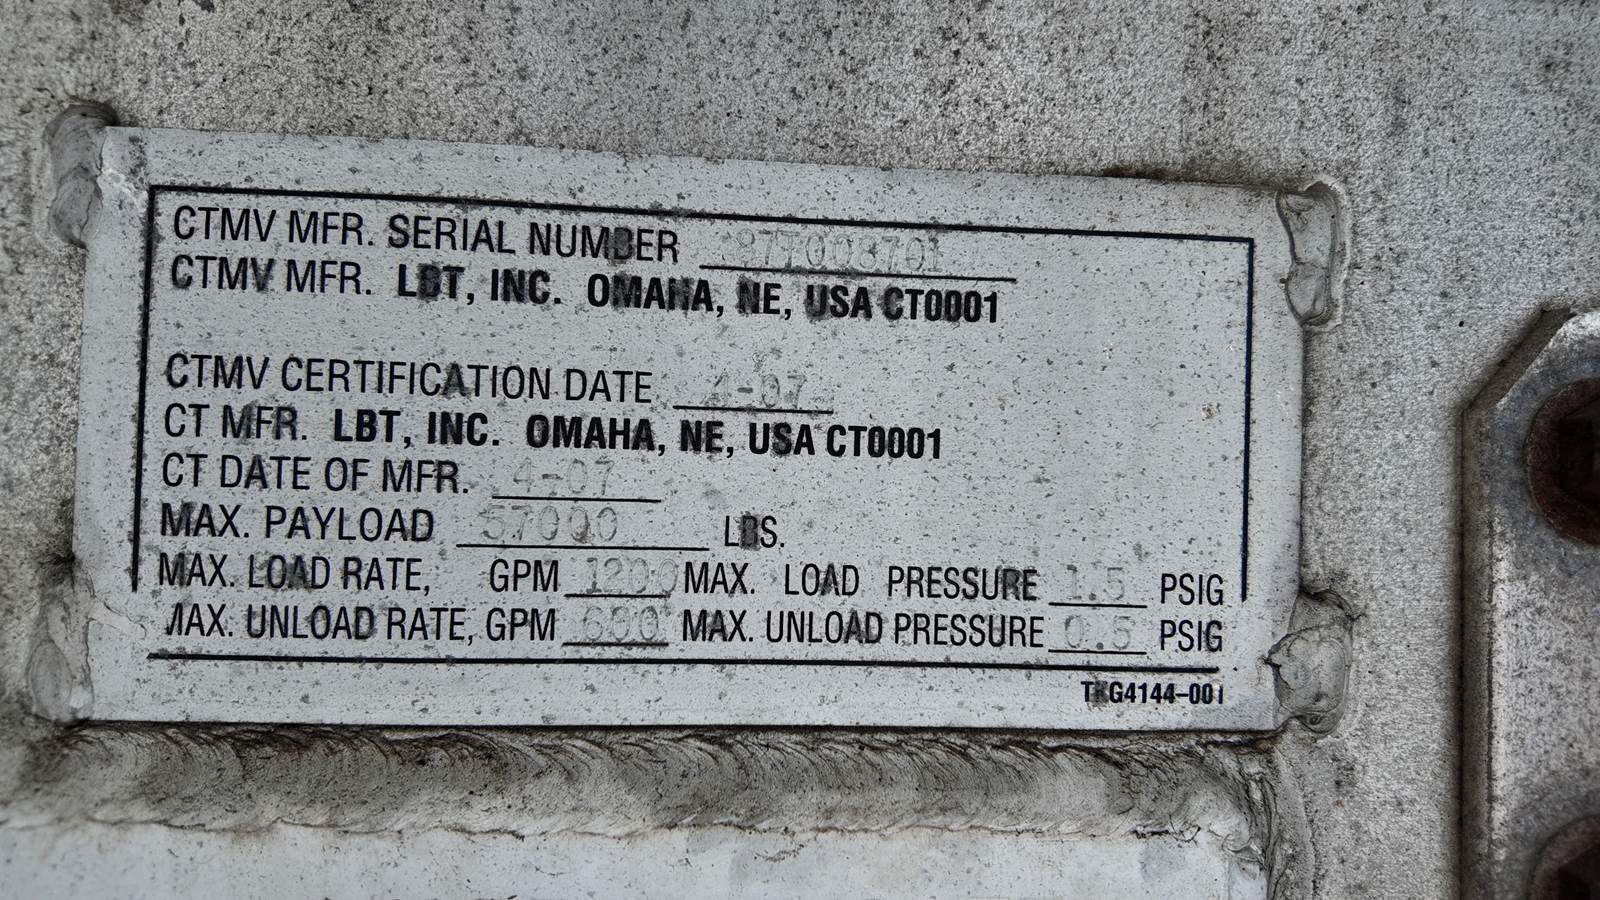 CTMV MFR. SERIAL NUMBER 87T008701
CTMV MFR. LBT, INC. OMAHA, NE, USA CT0001
CTMV CERTIFICATION DATE 4-07
CT MFR. LBT, INC. OMAHA, NE, USA CT0001
CT DATE OF MFR. 4-07
MAX. PAYLOAD 57000 LBS.
MAX. LOAD RATE, GPM 1200 MAX. LOAD PRESSURE 1.5 PSIG
MAX. UNLOAD RATE, GPM 600 MAX. UNLOAD PRESSURE 0.5 PSIG
TKG4144-001